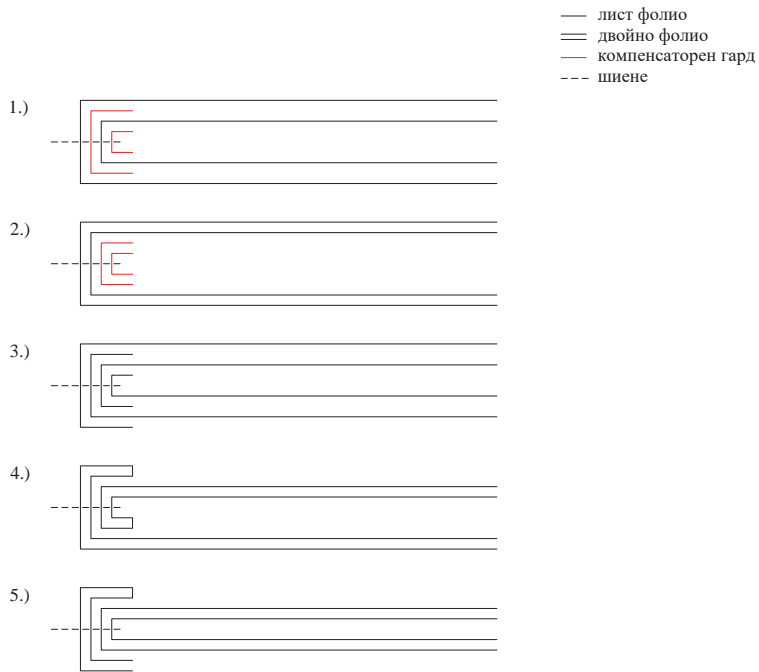 лист фолио
двойно фолио
компенсаторен гард
шиене
1.)
2.)
3.)
4.)
5.)